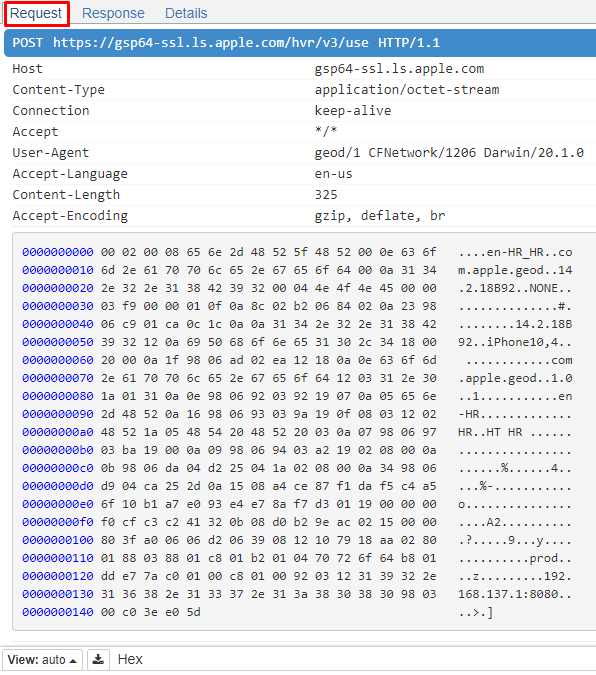 Request Response Details
POST https://gsp64-ssl.ls.apple.com/hvr/v3/use HTTP/1.1
Host gsp64-ssl.ls.apple.com
Content-Type application/octet-stream
Connection keep-alive
Accept */*
User-Agent geod/1 CFNetwork/1206 Darwin/20.1.0
Accept-Language en-us
Content-Length 325
Accept-Encoding gzip, deflate, br
0000000000 00 02 00 08 65 6e 2d 48 52 5f 48 52 00 0e 63 6f ....en-HR_HR..co
0000000010 6d 2e 61 70 70 6c 65 2e 67 65 6f 64 00 0a 31 34 m.apple.geod..14
0000000020 2e 32 2e 31 38 42 39 32 00 04 4e 4f 4e 45 00 00 .2.18B92..NONE..
0000000030 03 f9 00 00 01 0f 0a 8c 02 b2 06 84 02 0a 23 98 ..............#.
0000000040 06 c9 01 ca 0c 1c 0a 0a 31 34 2e 32 2e 31 38 42 ........14.2.18B
0000000050 39 32 12 0a 69 50 68 6f 6e 65 31 30 2c 34 18 00 92..iPhone10,4..
0000000060 20 00 0a 1f 98 06 ad 02 ea 12 18 0a 0e 63 6f 6d .............com
0000000070 2e 61 70 70 6c 65 2e 67 65 6f 64 12 03 31 2e 30 .apple.geod..1.0
0000000080 1a 01 31 0a 0e 98 06 92 03 92 19 07 0a 05 65 6e ..1...........en
0000000090 2d 48 52 0a 16 98 06 93 03 9a 19 0f 08 03 12 02 -HR.............
00000000a0 48 52 1a 05 48 54 20 48 52 20 03 0a 07 98 06 97 HR..HT HR ......
00000000b0 03 ba 19 00 0a 09 98 06 94 03 a2 19 02 08 00 0a ................
00000000c0 0b 98 06 da 04 d2 25 04 1a 02 08 00 0a 34 98 06 ......%......4..
00000000d0 d9 04 ca 25 2d 0a 15 08 a4 ce 87 f1 da f5 c4 a5 ...%-...........
00000000e0 6f 10 b1 a7 e0 93 e4 e7 8a f7 d3 01 19 00 00 00 o...............
00000000f0 f0 cf c3 c2 41 32 0b 08 d0 b2 9e ac 02 15 00 00 ....A2..........
0000000100 80 3f a0 06 06 d2 06 39 08 12 10 79 18 aa 02 80 .?.....9...y....
0000000110 01 88 03 88 01 c8 01 b2 01 04 70 72 6f 64 b8 01 ..........prod..
0000000120 dd e7 7a c0 01 00 c8 01 00 92 03 12 31 39 32 2e ..z.........192.
0000000130 31 36 38 2e 31 33 37 2e 31 3a 38 30 38 30 98 03 168.137.1:8080..
0000000140 00 c3 3e e0 5d ..>.]
View: auto Hex